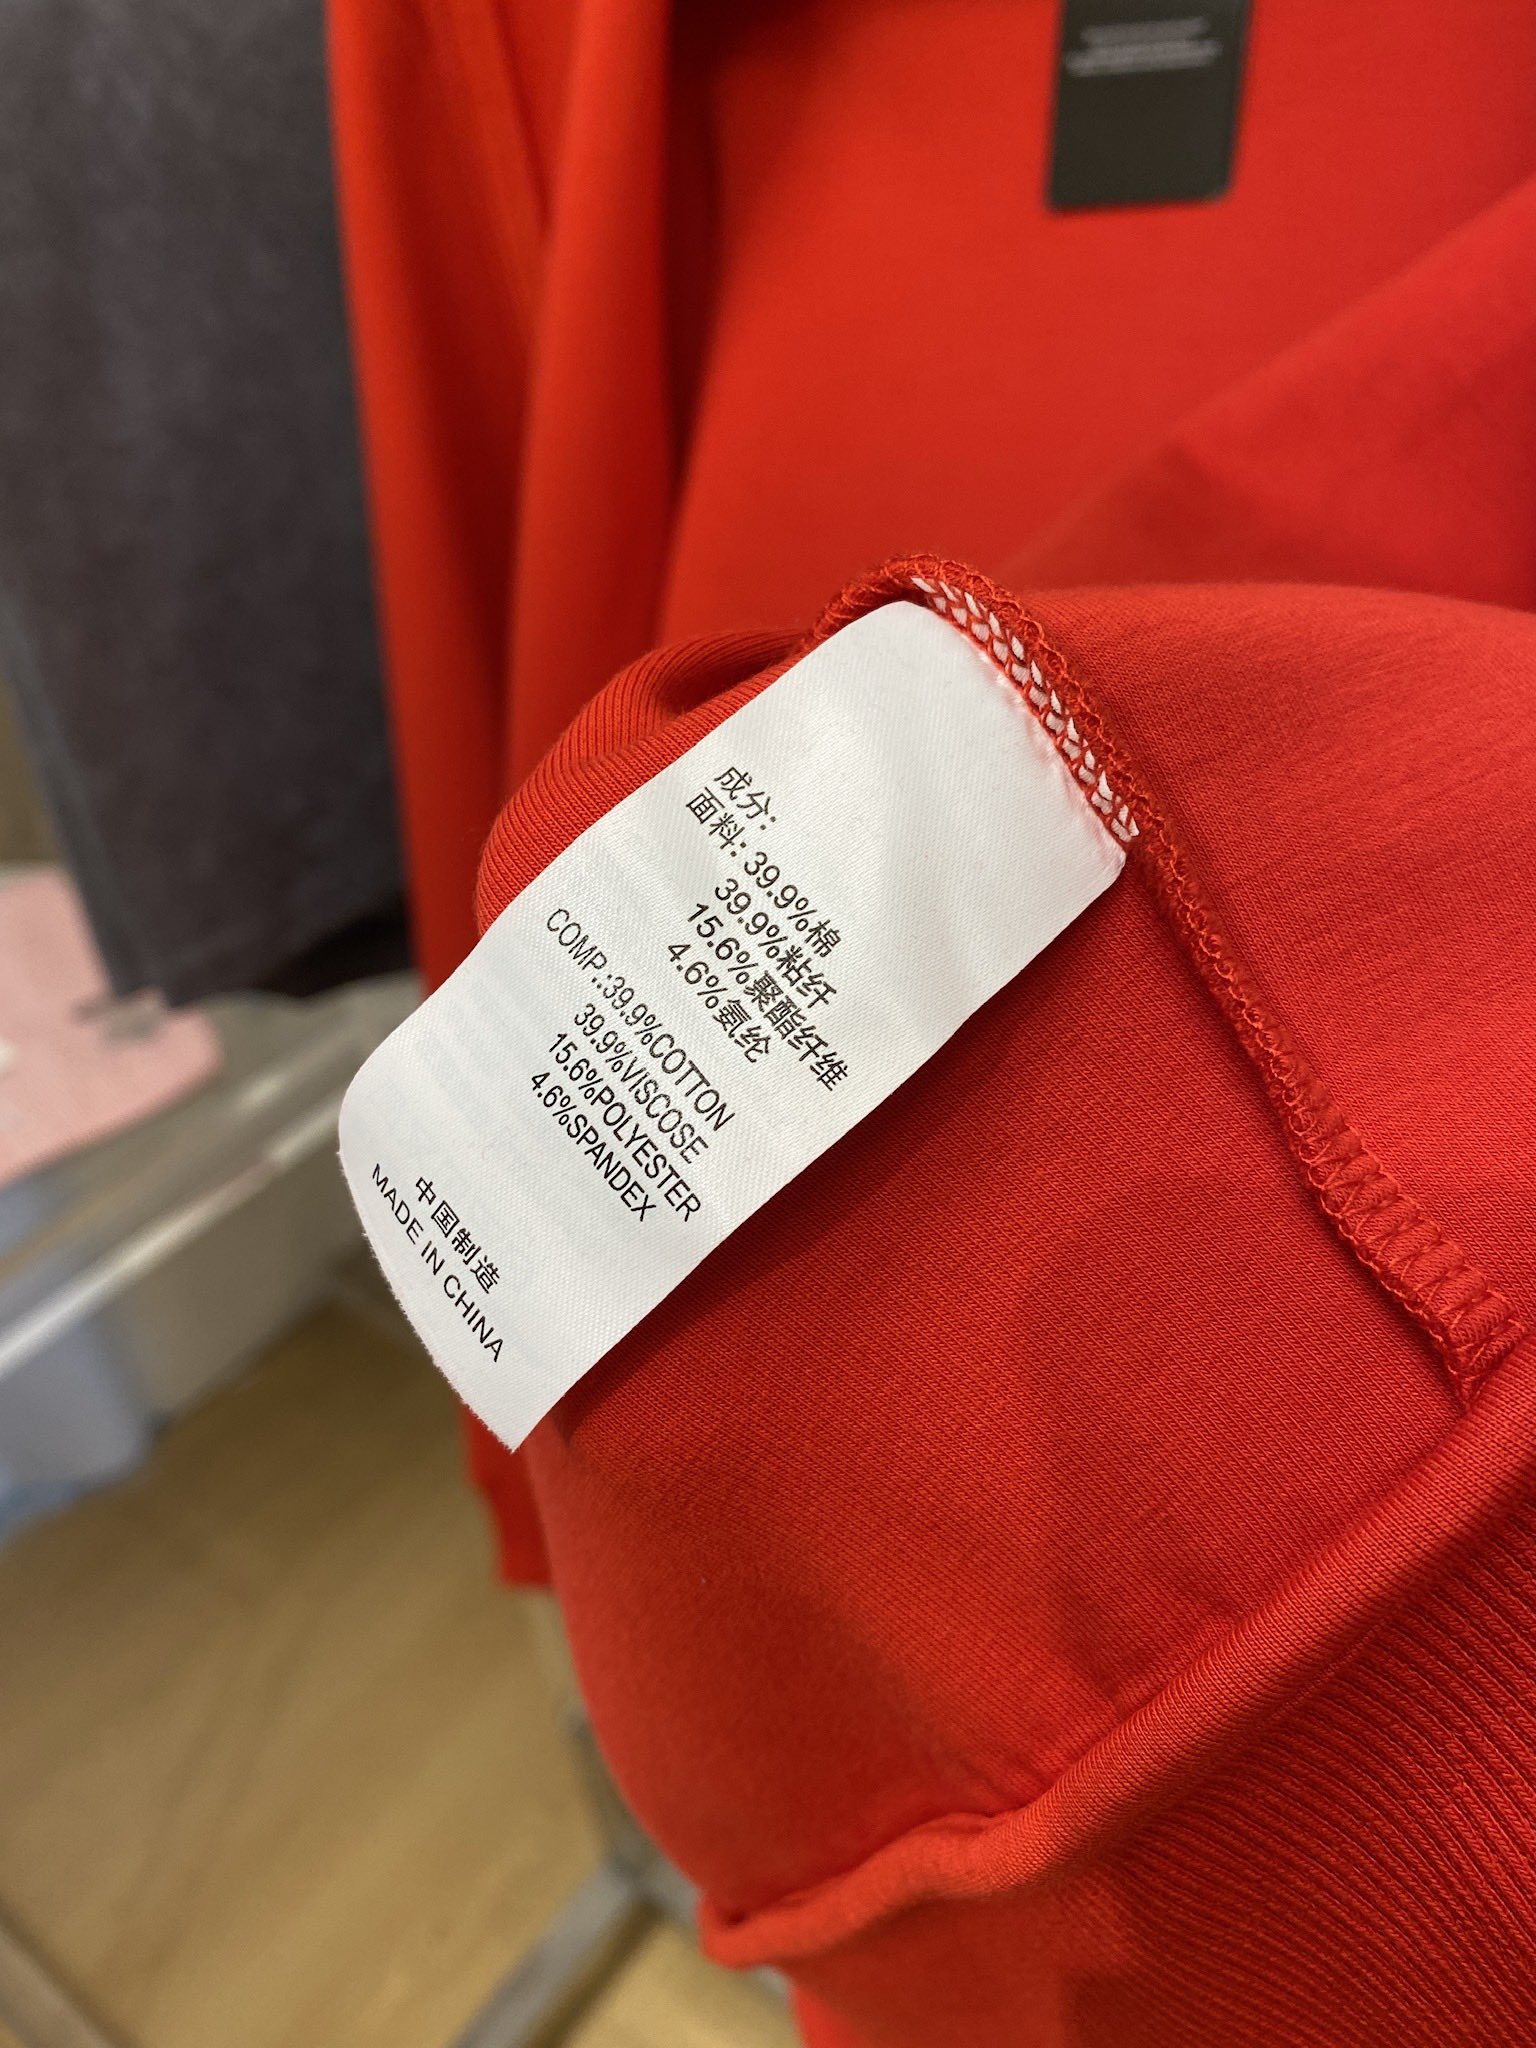 成分：
面料：39.9%棉
39.9%粘纤
15.6%聚酯纤维
4.6%氨纶
COMP.:39.9%COTTON
39.9%VISCOSE
15.6%POLYESTER
4.6%SPANDEX
中国制造
MADE IN CHINA